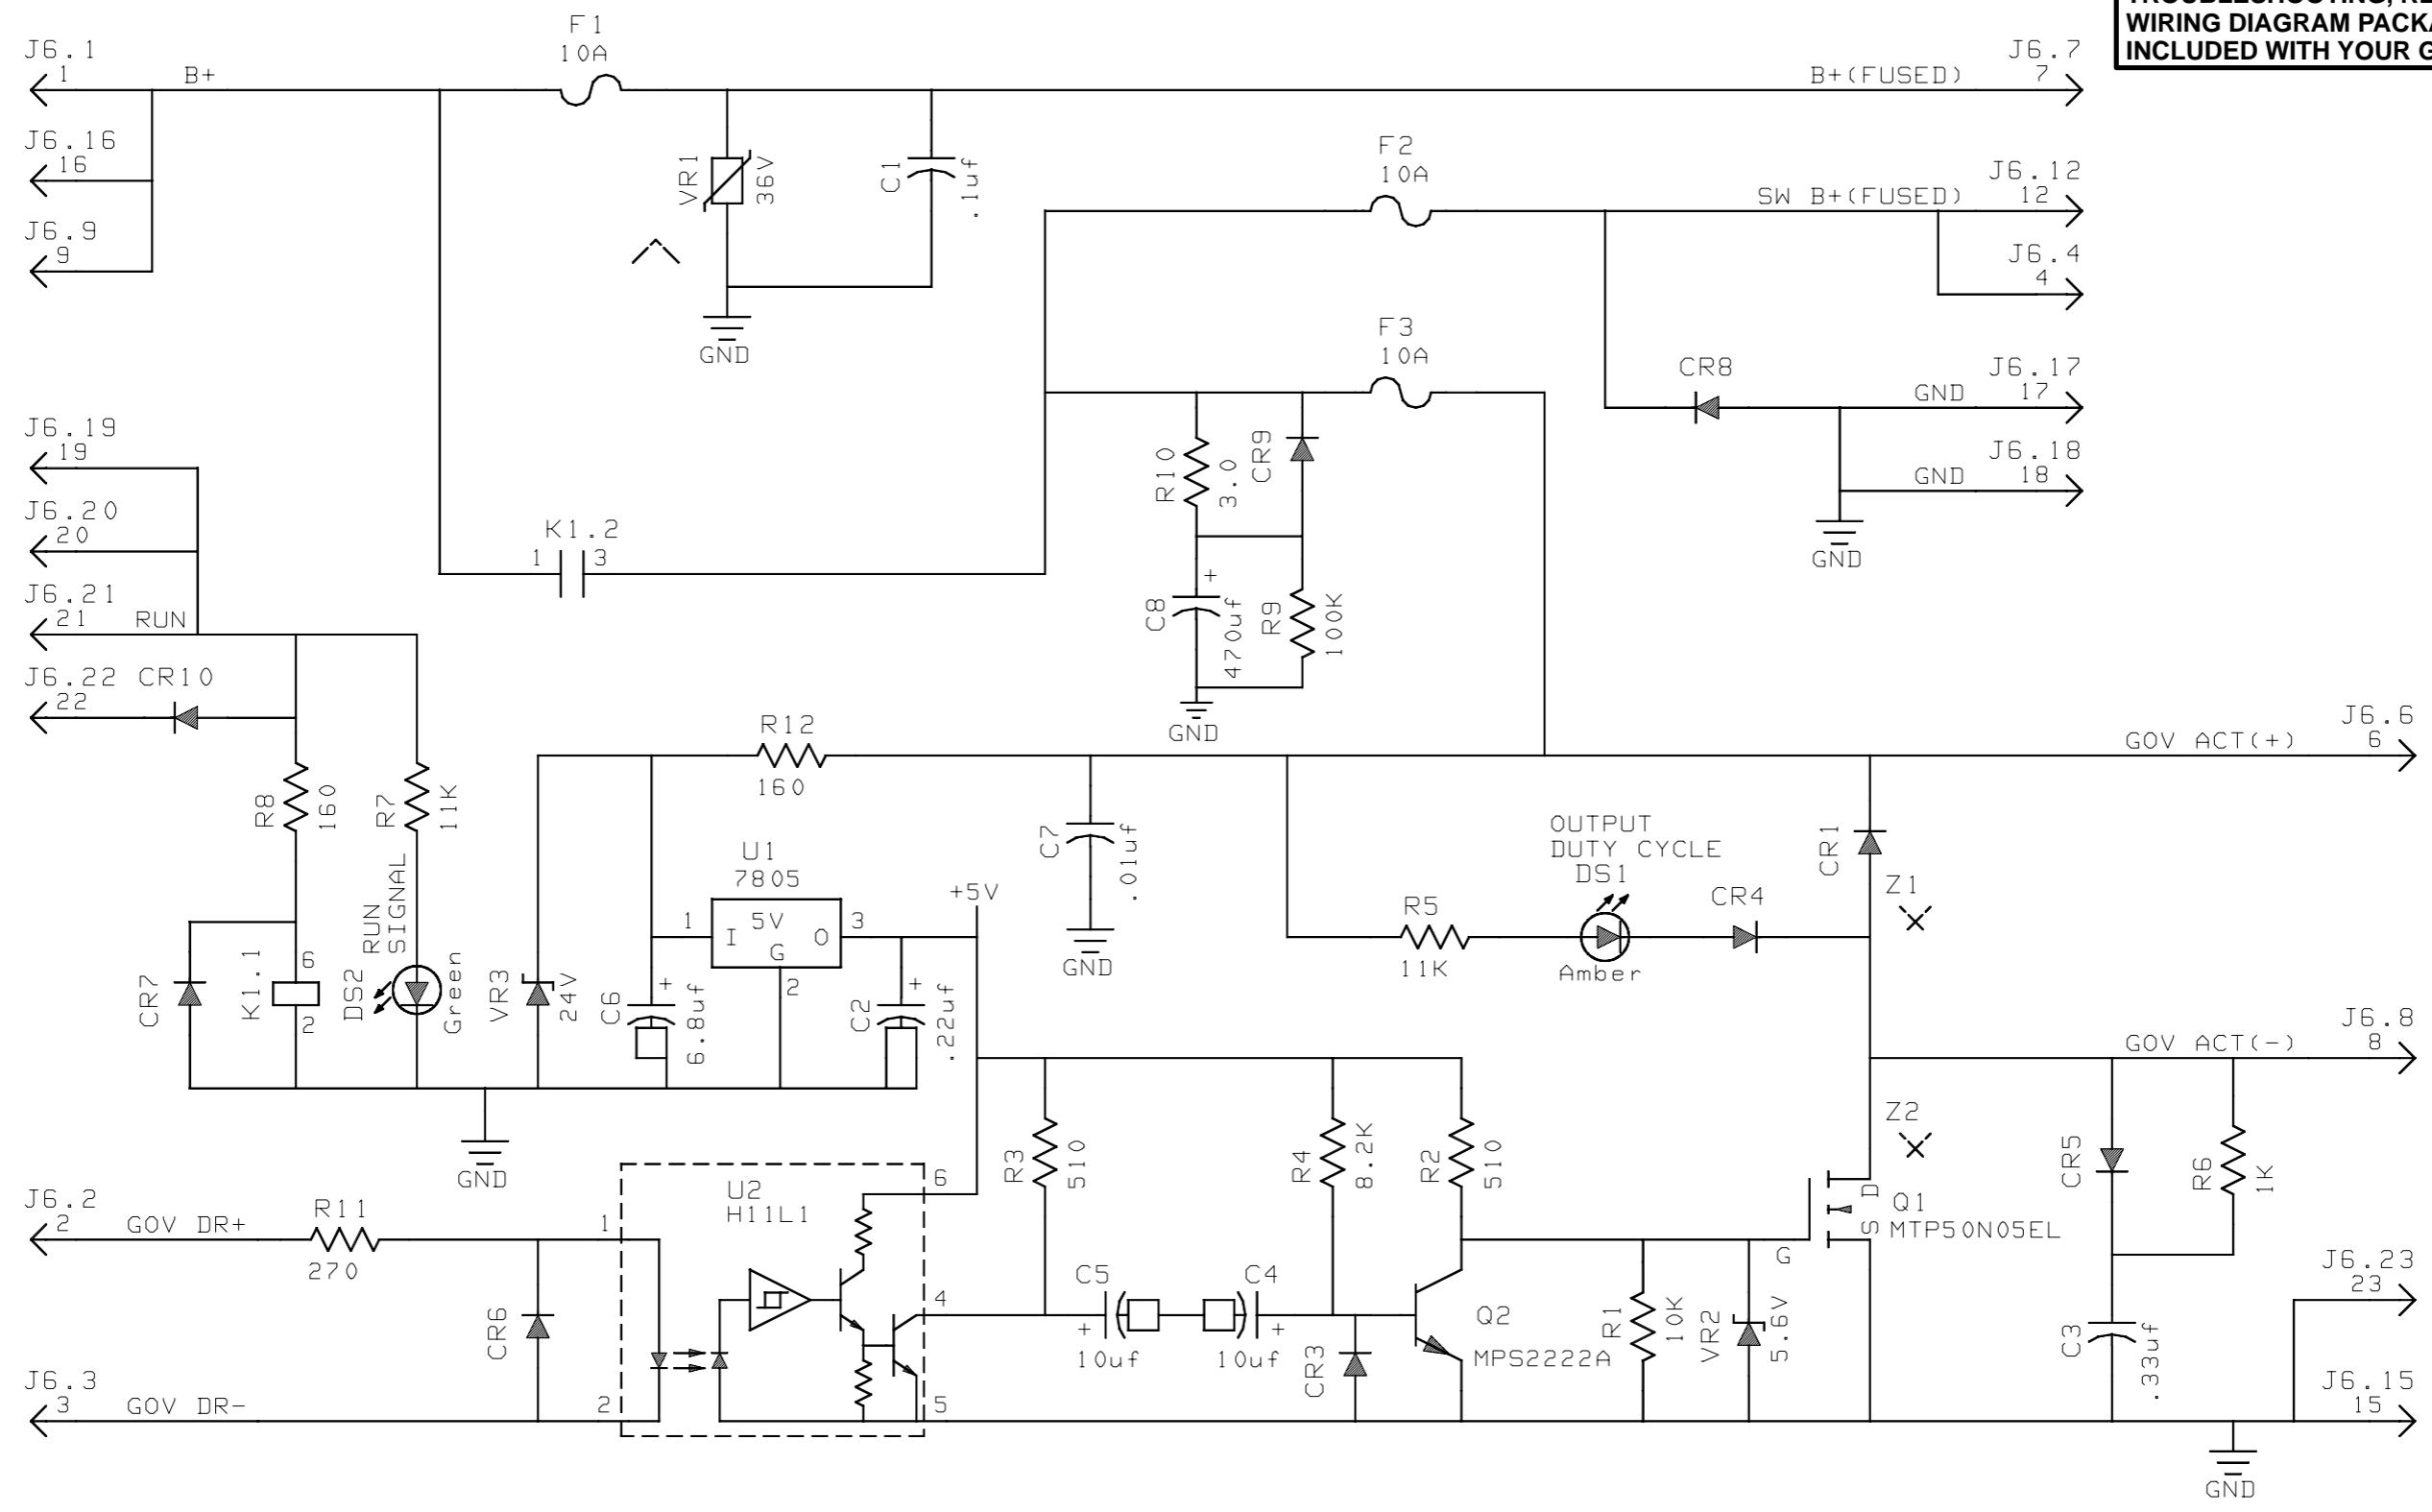 TROUBLESHOOTING, RE
WIRING DIAGRAM PACKA
INCLUDED WITH YOUR G
F1
10A
J6.1
1
B+
B+(FUSED)
J6.7
7
J6.16
16
J6.9
9
VR1
36V
C1
.1uf
GND
F2
10A
SW B+(FUSED)
J6.12
12
J6.4
4
F3
10A
CR8
GND
J6.17
17
GND
J6.18
18
GND
J6.19
19
J6.20
20
J6.21
21
RUN
J6.22
22
CR10
K1.2
1
3
R10
3.0
CR9
C8
+
470uf
R9
100K
GND
R8
160
R7
11K
R12
160
C7
.01uf
GND
GOV ACT(+)
J6.6
6
U1
7805
+5V
1
I
5V
G
O
3
2
OUTPUT
DUTY CYCLE
DS1
Amber
R5
11K
CR4
CR1
Z1
CR7
K1.1
6
2
RUN
SIGNAL
DS2
Green
VR3
24V
C6
+
6.8uf
C2
+
.22uf
GND
GOV ACT(-)
J6.8
8
Z2
R3
510
R4
8.2K
R2
510
CR5
R6
1K
J6.2
2
GOV DR+
R11
270
1
U2
H11L1
6
4
C5
+
10uf
C4
+
10uf
Q2
MPS2222A
G
D
S
Q1
MTP50N05EL
R1
10K
VR2
5.6V
C3
.33uf
J6.23
23
J6.3
3
GOV DR-
CR6
2
5
CR3
J6.15
15
GND